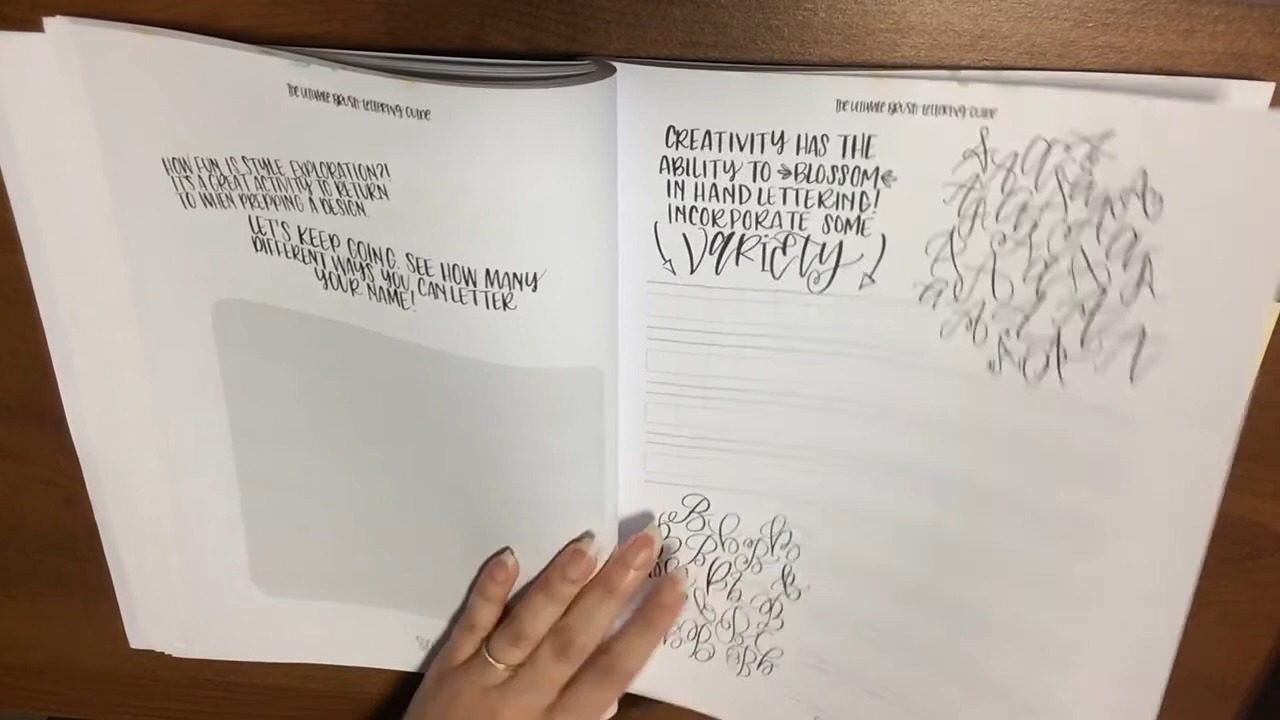 The Ultimate Brush Lettering Guide
HOW FUN IS STYLE EXPLORATION?!
IT'S A GREAT ACTIVITY TO RETURN
TO WHEN PREPPING A DESIGN.
LET'S KEEP GOING. SEE HOW MANY
DIFFERENT WAYS YOU CAN LETTER
YOUR NAME!
The Ultimate Brush Lettering Guide
CREATIVITY HAS THE
ABILITY TO BLOSSOM
IN HAND LETTERING!
INCORPORATE SOME
VARiETy